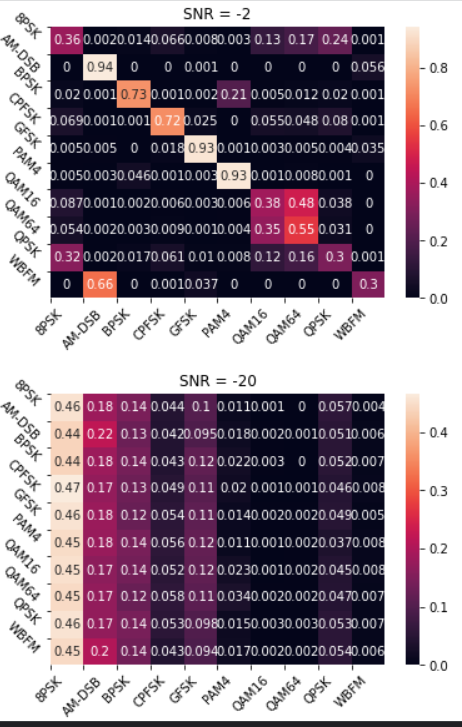 SNR = -2
8PSK 0.36 0.002 0.014 0.066 0.008 0.003 0.13 0.17 0.24 0.001
AM-DSB 0 0.94 0 0 0.001 0 0 0 0 0.056
BPSK 0.02 0.001 0.73 0.001 0.002 0.21 0.005 0.012 0.02 0.001
CPFSK 0.069 0.001 0.001 0.72 0.025 0 0.055 0.048 0.08 0.001
GFSK 0.005 0.005 0 0.018 0.93 0.001 0.003 0.005 0.004 0.035
PAM4 0.005 0.003 0.046 0.001 0.003 0.93 0.001 0.008 0.001 0
QAM16 0.087 0.001 0.002 0.006 0.003 0.006 0.38 0.48 0.038 0
QAM64 0.054 0.002 0.003 0.009 0.001 0.004 0.35 0.55 0.031 0
QPSK 0.32 0.002 0.017 0.061 0.01 0.008 0.12 0.16 0.3 0.001
WBFM 0 0.66 0 0.001 0.037 0 0 0 0 0.3
8PSK AM-DSB BPSK CPFSK GFSK PAM4 QAM16 QAM64 QPSK WBFM
0.8
0.6
0.4
0.2
0.0
SNR = -20
8PSK 0.46 0.18 0.14 0.044 0.1 0.011 0.001 0 0.057 0.004
AM-DSB 0.44 0.22 0.13 0.042 0.095 0.018 0.002 0.001 0.051 0.006
BPSK 0.44 0.18 0.14 0.043 0.12 0.022 0.003 0 0.052 0.007
CPFSK 0.47 0.17 0.13 0.049 0.11 0.02 0.001 0.001 0.046 0.008
GFSK 0.46 0.18 0.12 0.054 0.11 0.014 0.002 0.002 0.049 0.005
PAM4 0.45 0.18 0.14 0.056 0.12 0.011 0.001 0.002 0.037 0.008
QAM16 0.45 0.17 0.14 0.052 0.12 0.023 0.001 0.002 0.045 0.008
QAM64 0.45 0.17 0.12 0.058 0.11 0.034 0.002 0.002 0.047 0.007
QPSK 0.46 0.17 0.14 0.053 0.098 0.015 0.003 0.003 0.053 0.007
WBFM 0.45 0.2 0.14 0.043 0.094 0.017 0.002 0.002 0.054 0.006
8PSK AM-DSB BPSK CPFSK GFSK PAM4 QAM16 QAM64 QPSK WBFM
0.4
0.3
0.2
0.1
0.0